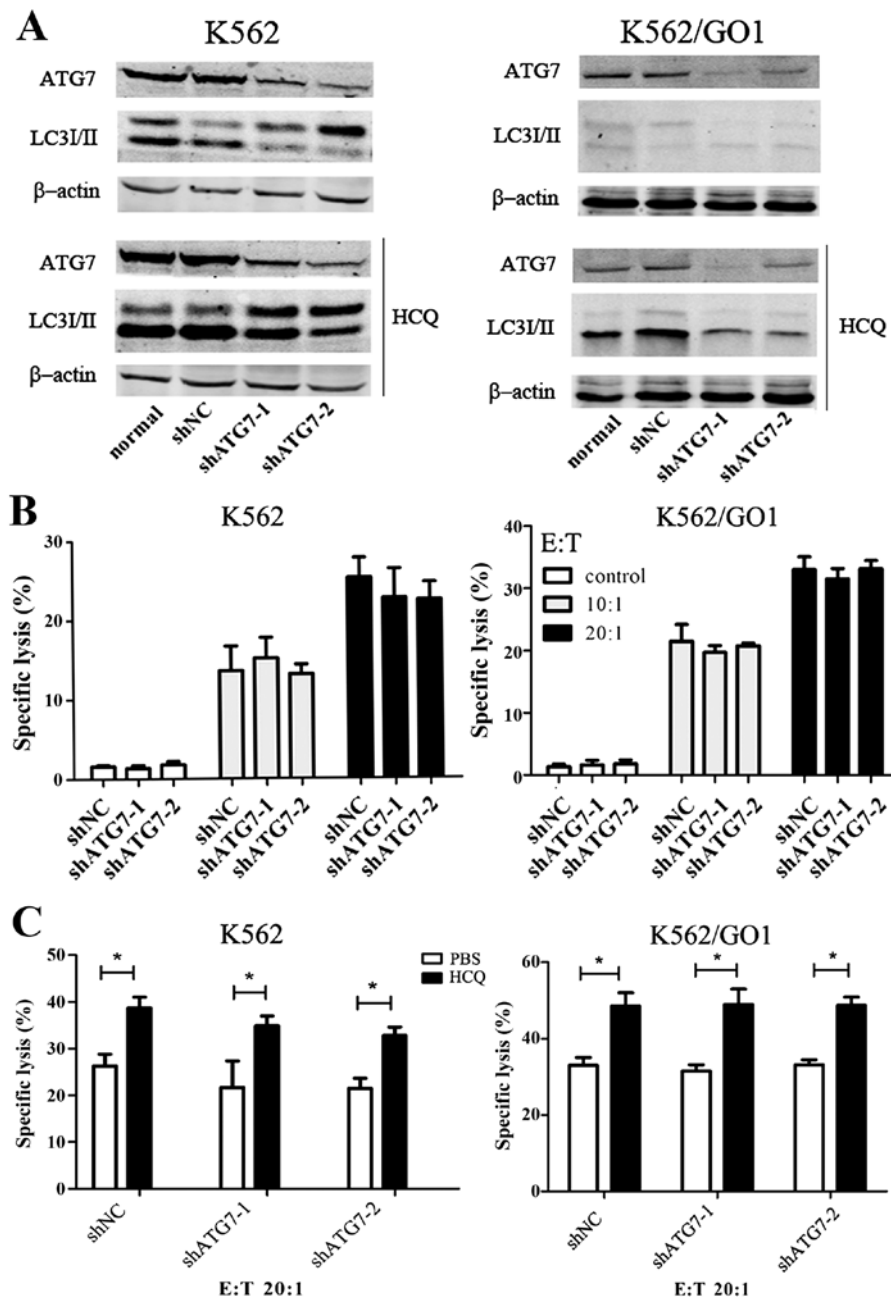 A
K562
K562/GO1
ATG7
LC3I/II
β-actin
ATG7
LC3I/II
β-actin
HCQ
normal
shNC
shATG7-1
shATG7-2
ATG7
LC3I/II
β-actin
ATG7
LC3I/II
β-actin
HCQ
normal
shNC
shATG7-1
shATG7-2
B
K562
Specific lysis (%)
30
20
10
0
shNC
shATG7-1
shATG7-2
shNC
shATG7-1
shATG7-2
shNC
shATG7-1
shATG7-2
K562/GO1
E:T
control
10:1
20:1
Specific lysis (%)
40
30
20
10
0
shNC
shATG7-1
shATG7-2
shNC
shATG7-1
shATG7-2
shNC
shATG7-1
shATG7-2
C
K562
PBS
HCQ
Specific lysis (%)
50
40
30
20
10
0
*
*
*
shNC
shATG7-1
shATG7-2
E:T 20:1
K562/GO1
Specific lysis (%)
60
40
20
0
*
*
*
shNC
shATG7-1
shATG7-2
E:T 20:1